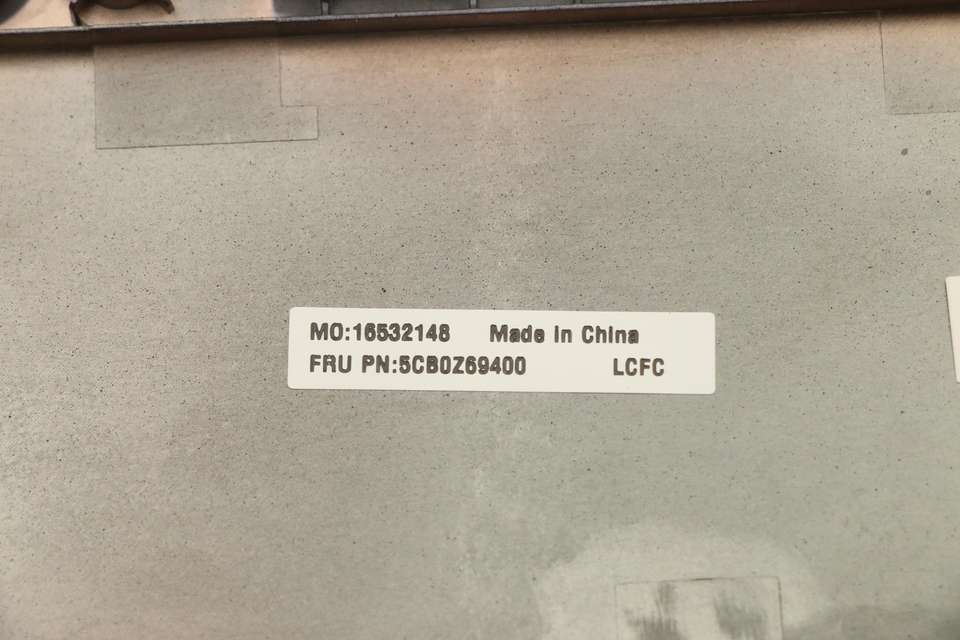 MO:16532148 Made in China
FRU PN:5CB0Z69400 LCFC